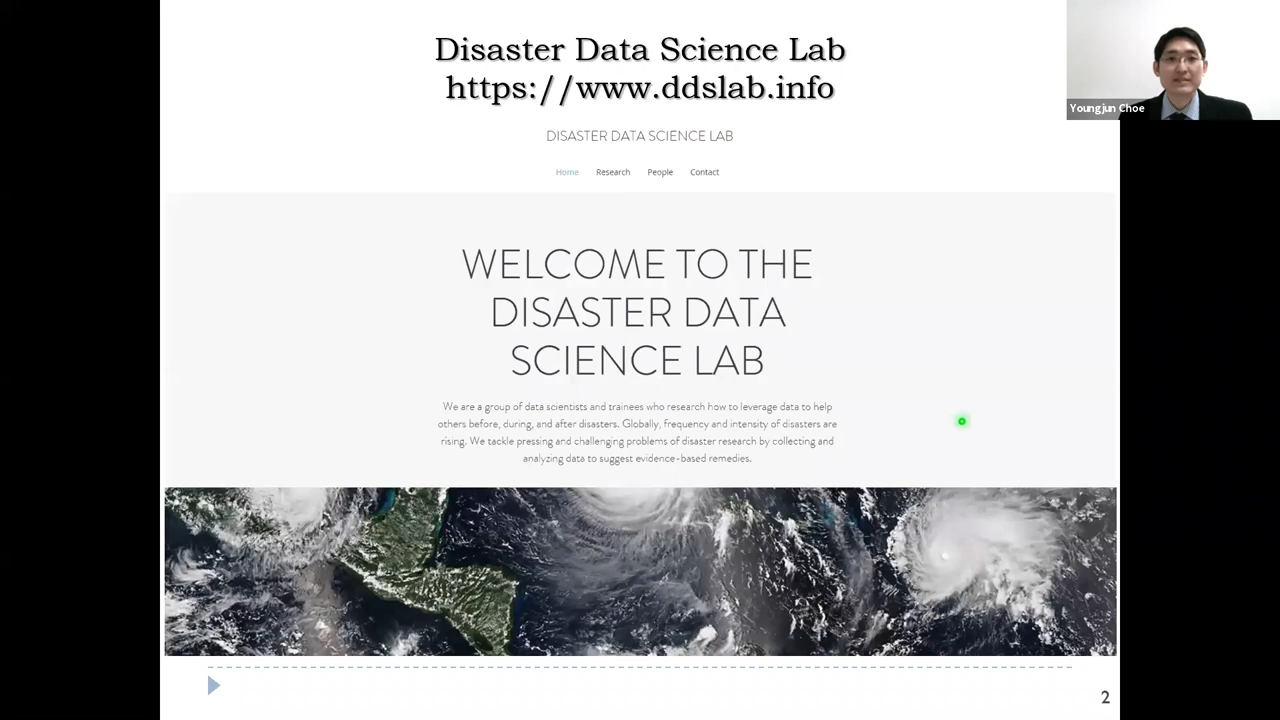 Disaster Data Science Lab
https://www.ddslab.info
Youngjun Choe
DISASTER DATA SCIENCE LAB
Home Research People Contact
WELCOME TO THE
DISASTER DATA
SCIENCE LAB
We are a group of data scientists and trainees who research how to leverage data to help
others before, during, and after disasters. Globally, frequency and intensity of disasters are
rising. We tackle pressing and challenging problems of disaster research by collecting and
analyzing data to suggest evidence-based remedies.
2